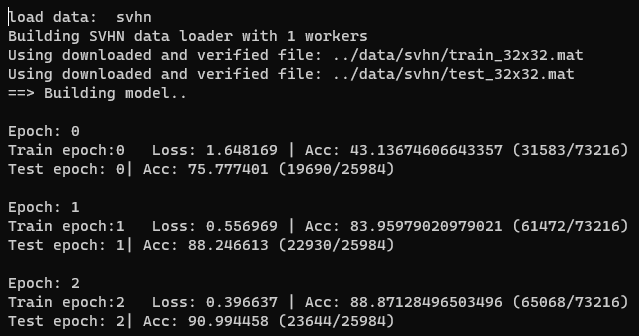 load data:  svhn
Building SVHN data loader with 1 workers
Using downloaded and verified file: ../data/svhn/train_32x32.mat
Using downloaded and verified file: ../data/svhn/test_32x32.mat
==> Building model..

Epoch: 0
Train epoch:0   Loss: 1.648169 | Acc: 43.13674606643357 (31583/73216)
Test epoch: 0| Acc: 75.777401 (19690/25984)

Epoch: 1
Train epoch:1   Loss: 0.556969 | Acc: 83.95979020979021 (61472/73216)
Test epoch: 1| Acc: 88.246613 (22930/25984)

Epoch: 2
Train epoch:2   Loss: 0.396637 | Acc: 88.87128496503496 (65068/73216)
Test epoch: 2| Acc: 90.994458 (23644/25984)